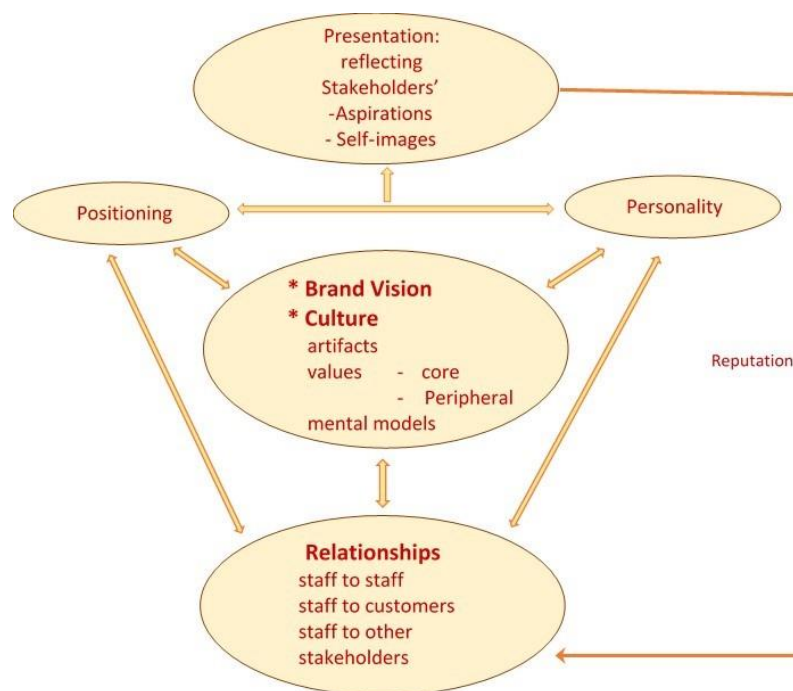 Presentation:
reflecting
Stakeholders’
-Aspirations
- Self-images
Positioning
Personality
* Brand Vision
* Culture
artifacts
values - core
- Peripheral
mental models
Reputation
Relationships
staff to staff
staff to customers
staff to other
stakeholders